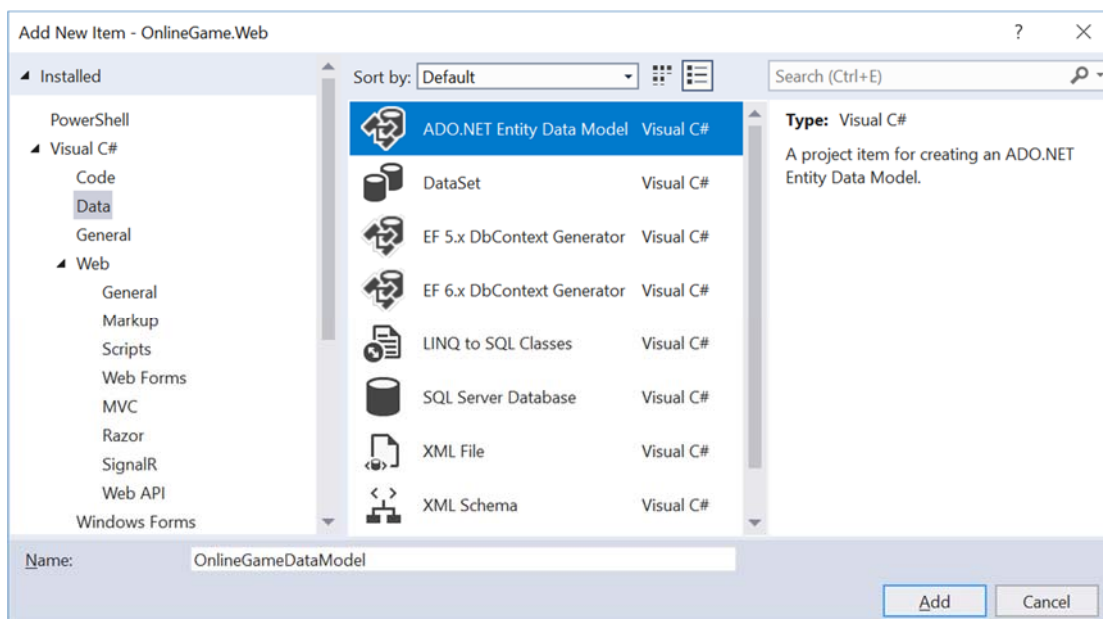 Add New Item - OnlineGame.Web
?
Installed
PowerShell
Visual C#
Code
Data
General
Web
General
Markup
Scripts
Web Forms
MVC
Razor
SignalR
Web API
Windows Forms
Sort by: Default
ADO.NET Entity Data Model Visual C#
DataSet Visual C#
EF 5.x DbContext Generator Visual C#
EF 6.x DbContext Generator Visual C#
LINQ to SQL Classes Visual C#
SQL Server Database Visual C#
XML File Visual C#
XML Schema Visual C#
Search (Ctrl+E)
Type: Visual C#
A project item for creating an ADO.NET
Entity Data Model.
Name: OnlineGameDataModel
Add Cancel